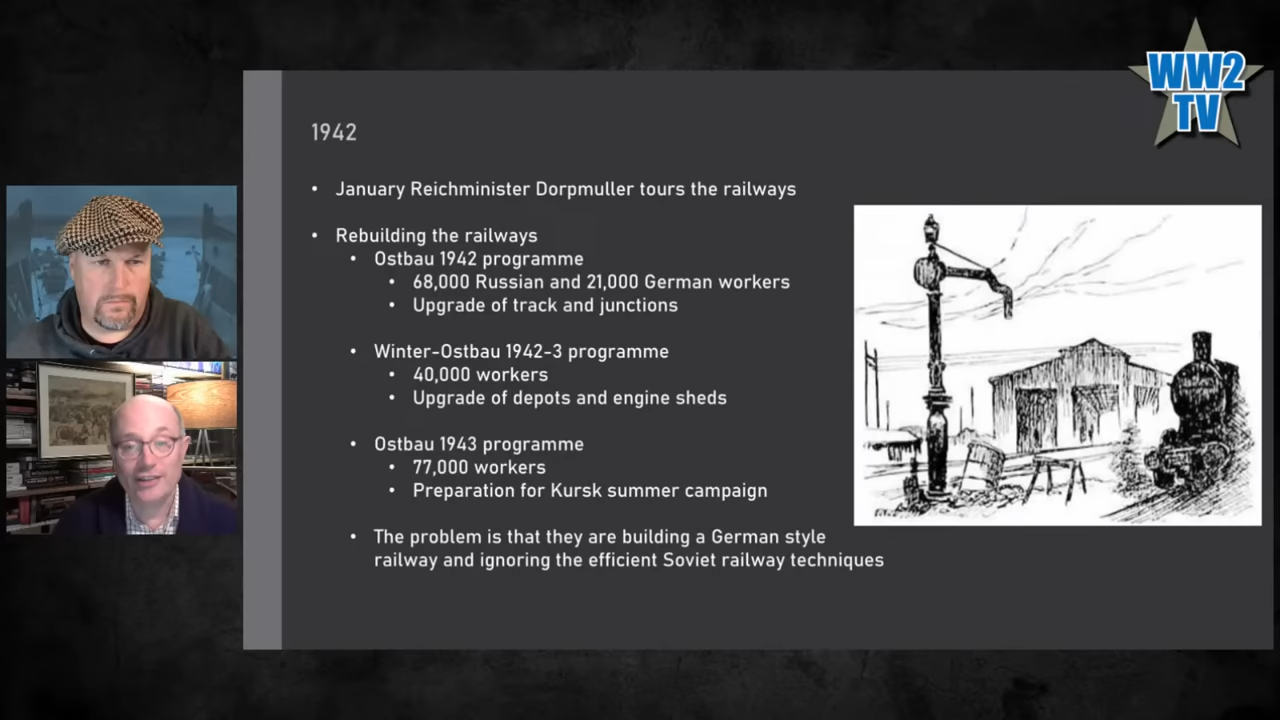 WW2
TV
1942
• January Reichminister Dorpmuller tours the railways
• Rebuilding the railways
• Ostbau 1942 programme
• 68,000 Russian and 21,000 German workers
• Upgrade of track and junctions
• Winter-Ostbau 1942-3 programme
• 40,000 workers
• Upgrade of depots and engine sheds
• Ostbau 1943 programme
• 77,000 workers
• Preparation for Kursk summer campaign
• The problem is that they are building a German style
railway and ignoring the efficient Soviet railway techniques